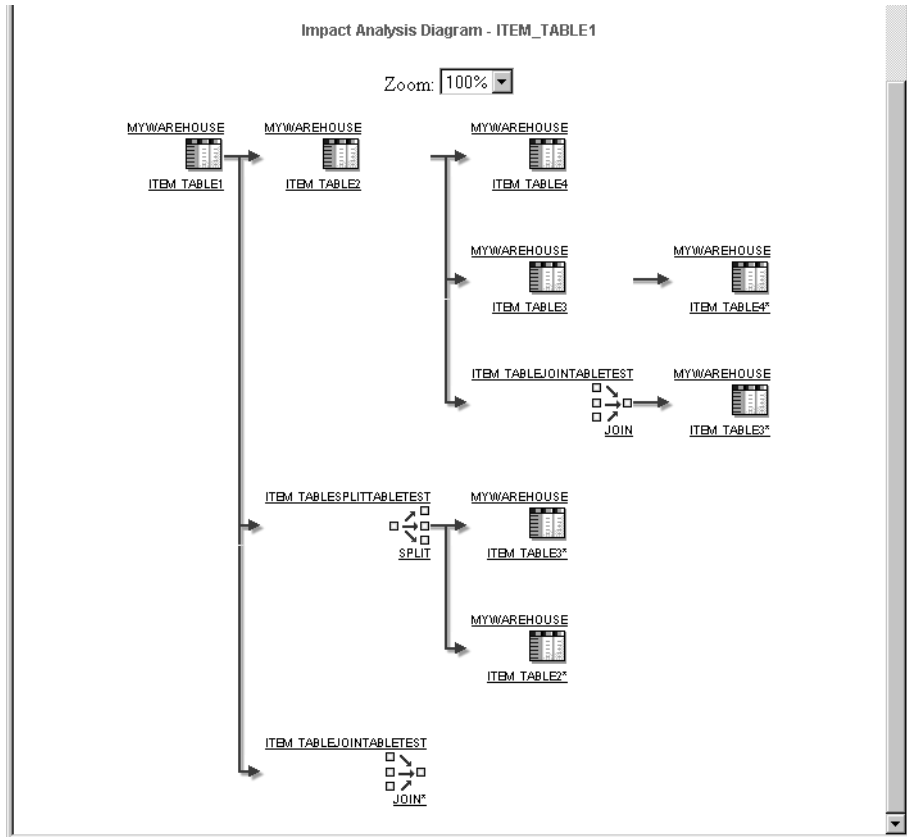 Impact Analysis Diagram - ITEM_TABLE1
Zoom: 100%
MYWAREHOUSE MYWAREHOUSE MYWAREHOUSE
ITEM TABLE1 ITEM TABLE2 ITEM TABLE4
MYWAREHOUSE MYWAREHOUSE
ITEM TABLE3 ITEM TABLE4*
ITEM TABLEJOINTABLETEST MYWAREHOUSE
JOIN ITEM TABLE3*
ITEM TABLESPLITTABLETEST MYWAREHOUSE
SPLIT ITEM TABLE3*
MYWAREHOUSE
ITEM TABLE2*
ITEM TABLEJOINTABLETEST
JOIN*